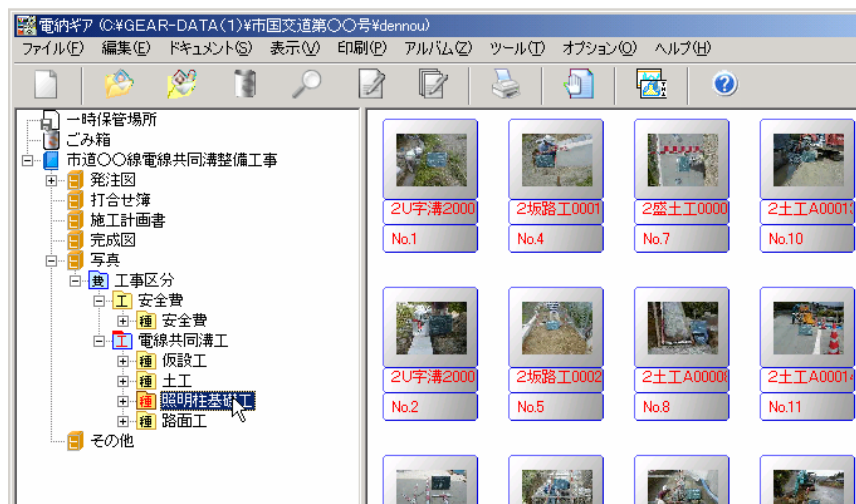 電納ギア (C:¥GEAR-DATA(1)¥市国交道第〇〇号¥dennou)
ファイル(F) 編集(E) ドキュメント(S) 表示(V) 印刷(P) アルバム(Z) ツール(T) オプション(O) ヘルプ(H)
一時保管場所
ごみ箱
市道〇〇線電線共同溝整備工事
発注図
打合せ簿
施工計画書
完成図
写真
費 工事区分
工 安全費
種 安全費
工 電線共同溝工
種 仮設工
種 土工
種 照明柱基礎工
種 路面工
その他
2U字溝2000 2坂路工0001 2盛土工0000 2土工A00013
No.1 No.4 No.7 No.10
2U字溝2000 2坂路工0002 2土工A00008 2土工A00014
No.2 No.5 No.8 No.11